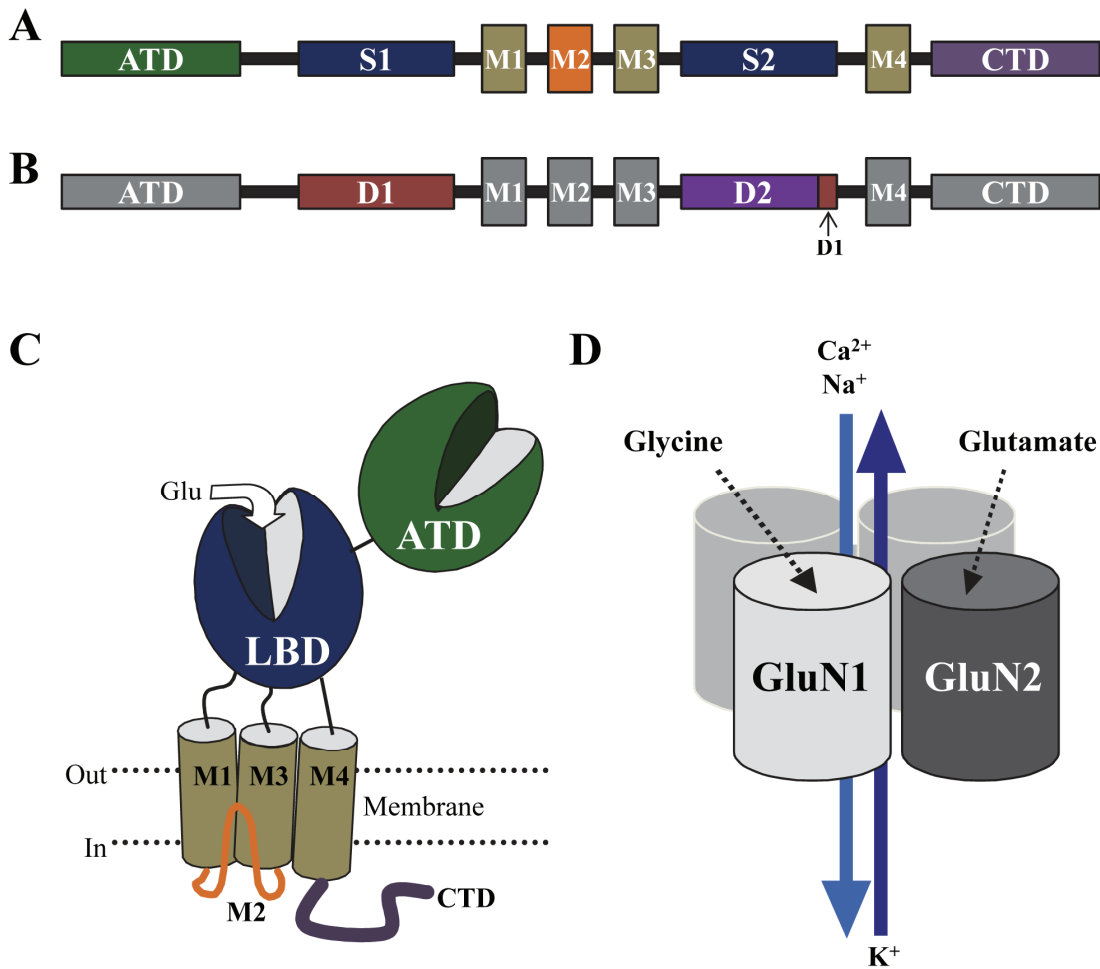 A
ATD S1 M1 M2 M3 S2 M4 CTD
B
ATD D1 M1 M2 M3 D2 M4 CTD
D1
C
Glu
ATD
LBD
M1 M3 M4
Out
Membrane
In
M2
CTD
D
Ca²⁺
Na⁺
Glycine
Glutamate
GluN1
GluN2
K⁺